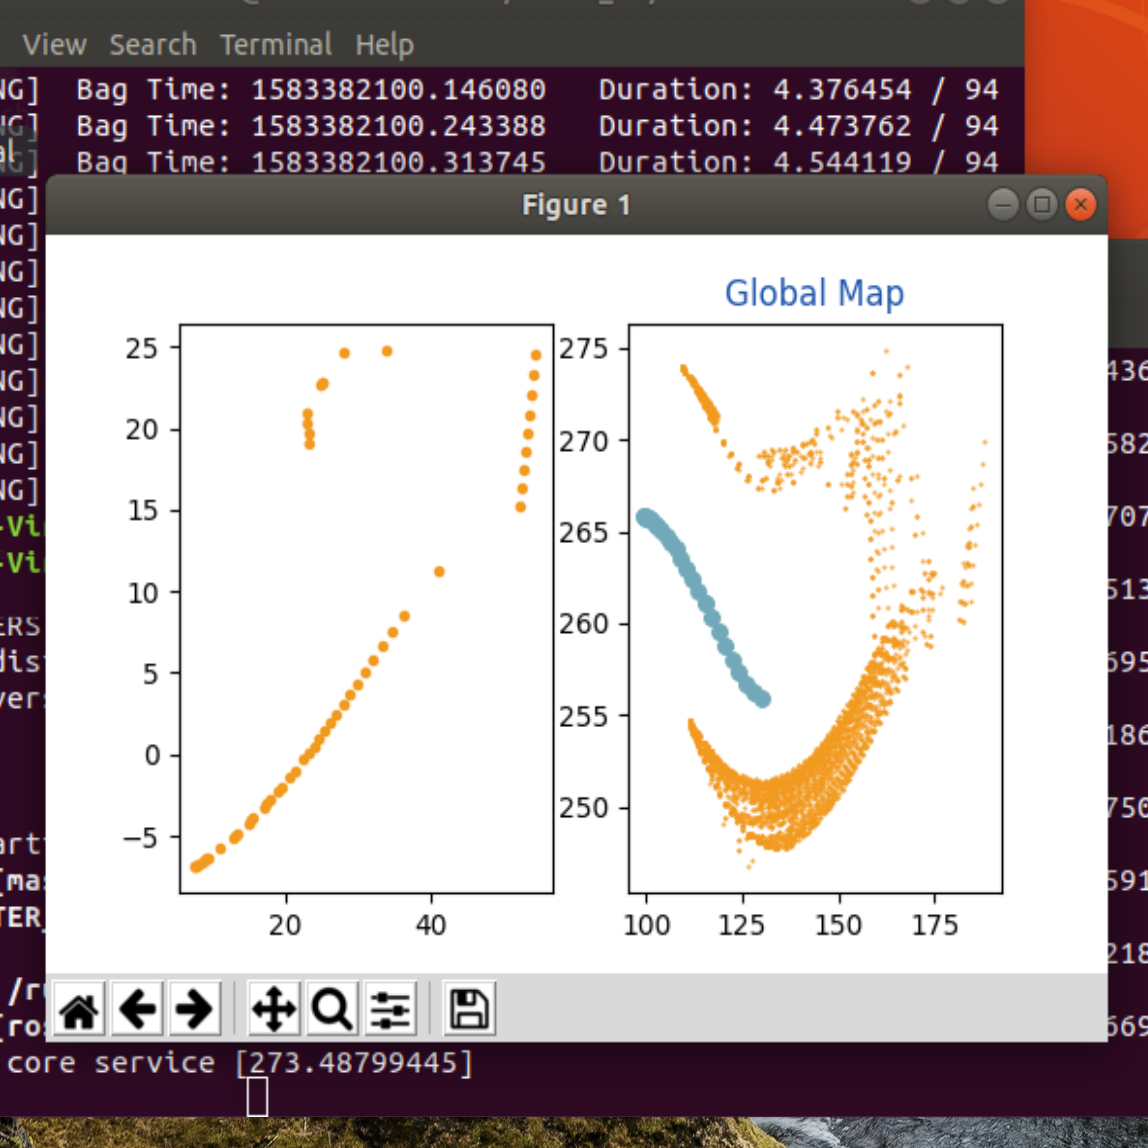 View Search Terminal Help
NG] Bag Time: 1583382100.146080 Duration: 4.376454 / 94
NG] Bag Time: 1583382100.243388 Duration: 4.473762 / 94
al
NG] Bag Time: 1583382100.313745 Duration: 4.544119 / 94
NG]
Figure 1
NG]
NG]
NG]
NG]
NG]
NG]
NG]
NG]
-Vi
-Vi
ERS
dis
ver
art
[ma
TER
/r
[ro
Global Map
25
20
15
10
5
0
−5
20
40
275
270
265
260
255
250
100
125
150
175
436
582
707
513
695
186
750
591
218
669
core service [273.48799445]